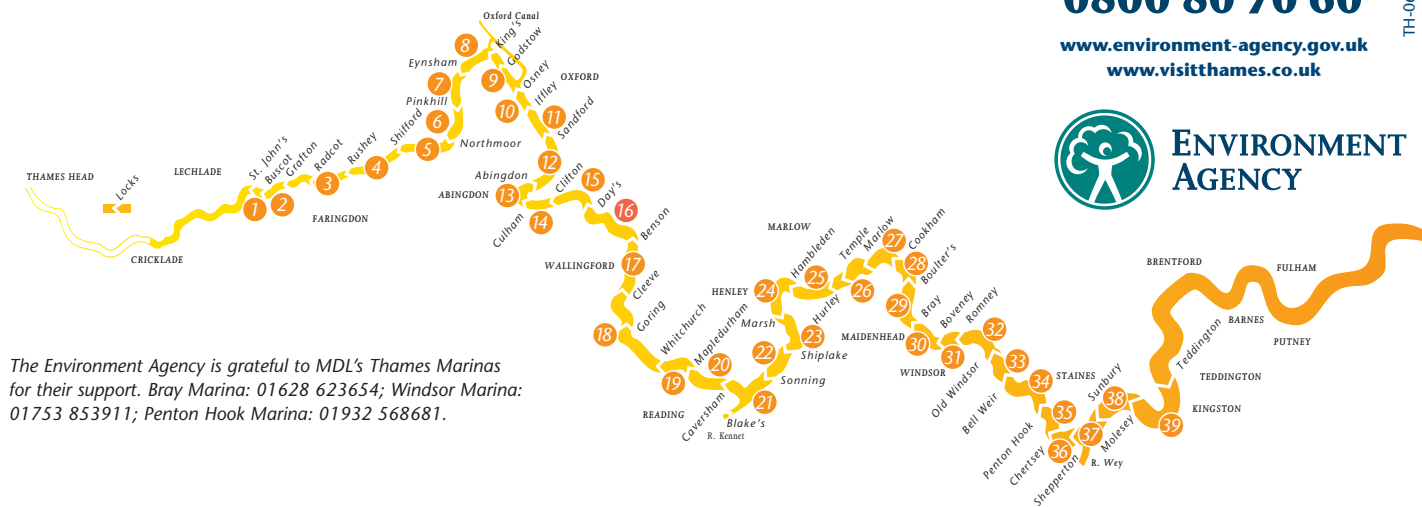 0800 80 70 60
TH-06
www.environment-agency.gov.uk
www.visitthames.co.uk
ENVIRONMENT
AGENCY
Oxford Canal
King's
8
Godstow
Eynsham
9
Osney
OXFORD
7
10
Iffley
Pinkhill
11
6
Sandford
Shifford
5
Northmoor
12
Rushey
4
Radcot
3
Grafton
Buscot
2
St. John's
1
LECHLADE
FARINGDON
THAMES HEAD
Locks
CRICKLADE
Abingdon
ABINGDON
13
Culham
14
Clifton
15
Day's
16
Benson
WALLINGFORD
17
Cleeve
18
Goring
Whitchurch
19
Mapledurham
20
READING
Caversham
Blake's
R. Kennet
21
22
Sonning
23
Shiplake
Marsh
HENLEY
24
Hambleden
MARLOW
25
Hurley
Temple
26
Marlow
27
Cookham
28
Boulter's
29
MAIDENHEAD
Bray
30
Boveney
31
WINDSOR
Romney
32
Old Windsor
33
Bell Weir
34
STAINES
35
Penton Hook
36
Chertsey
37
Shepperton
R. Wey
Sunbury
38
Molesey
39
Teddington
TEDDINGTON
KINGSTON
BRENTFORD
FULHAM
BARNES
PUTNEY
The Environment Agency is grateful to MDL's Thames Marinas
for their support. Bray Marina: 01628 623654; Windsor Marina:
01753 853911; Penton Hook Marina: 01932 568681.